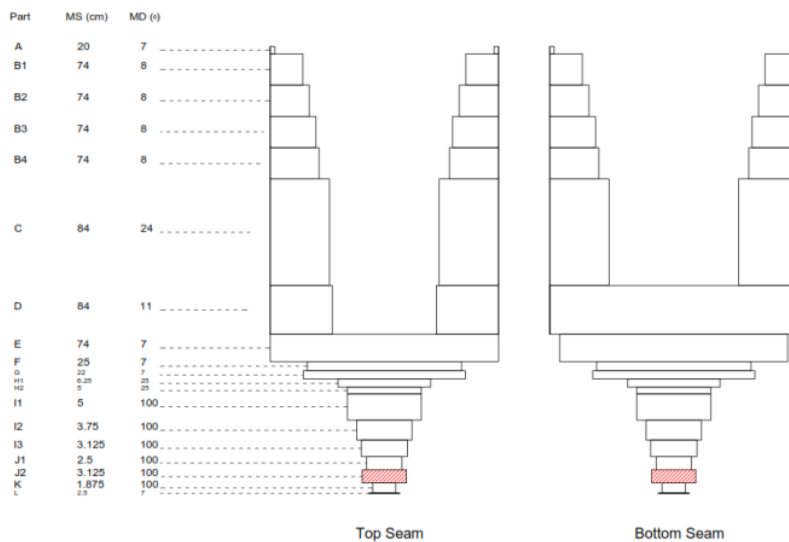 Part MS (cm) MD (o)
A 20 7
B1 74 8
B2 74 8
B3 74 8
B4 74 8
C 84 24
D 84 11
E 74 7
F 25 7
G 22 7
H1 6.25 25
H2 5 25
I1 5 100
I2 3.75 100
I3 3.125 100
J1 2.5 100
J2 3.125 100
K 1.875 100
L 2.5 7
Top Seam Bottom Seam